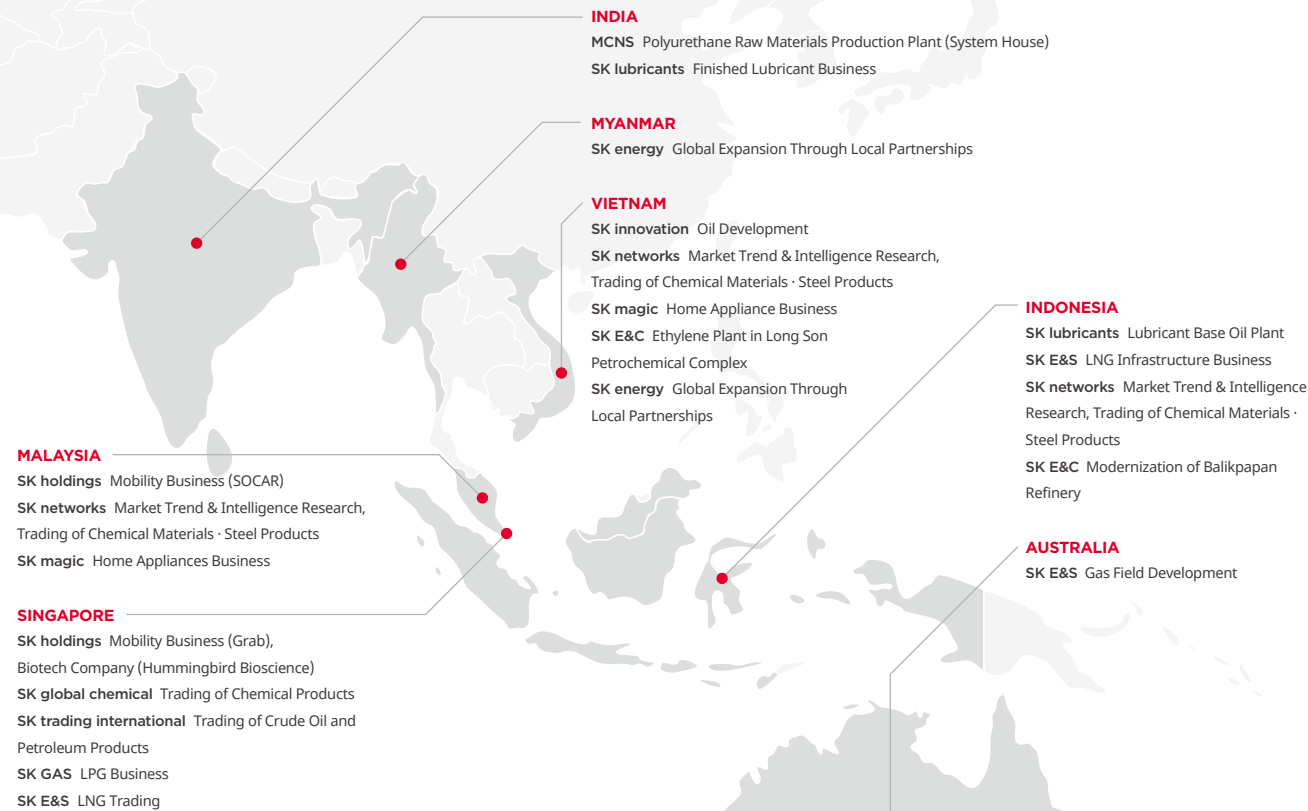 INDIA
MCNS Polyurethane Raw Materials Production Plant (System House)
SK lubricants Finished Lubricant Business
MYANMAR
SK energy Global Expansion Through Local Partnerships
VIETNAM
SK innovation Oil Development
SK networks Market Trend & Intelligence Research,
Trading of Chemical Materials · Steel Products
SK magic Home Appliance Business
SK E&C Ethylene Plant in Long Son
Petrochemical Complex
SK energy Global Expansion Through
Local Partnerships
INDONESIA
SK lubricants Lubricant Base Oil Plant
SK E&S LNG Infrastructure Business
SK networks Market Trend & Intelligence
Research, Trading of Chemical Materials ·
Steel Products
SK E&C Modernization of Balikpapan
Refinery
MALAYSIA
SK holdings Mobility Business (SOCAR)
SK networks Market Trend & Intelligence Research,
Trading of Chemical Materials · Steel Products
SK magic Home Appliances Business
AUSTRALIA
SK E&S Gas Field Development
SINGAPORE
SK holdings Mobility Business (Grab),
Biotech Company (Hummingbird Bioscience)
SK global chemical Trading of Chemical Products
SK trading international Trading of Crude Oil and
Petroleum Products
SK GAS LPG Business
SK E&S LNG Trading